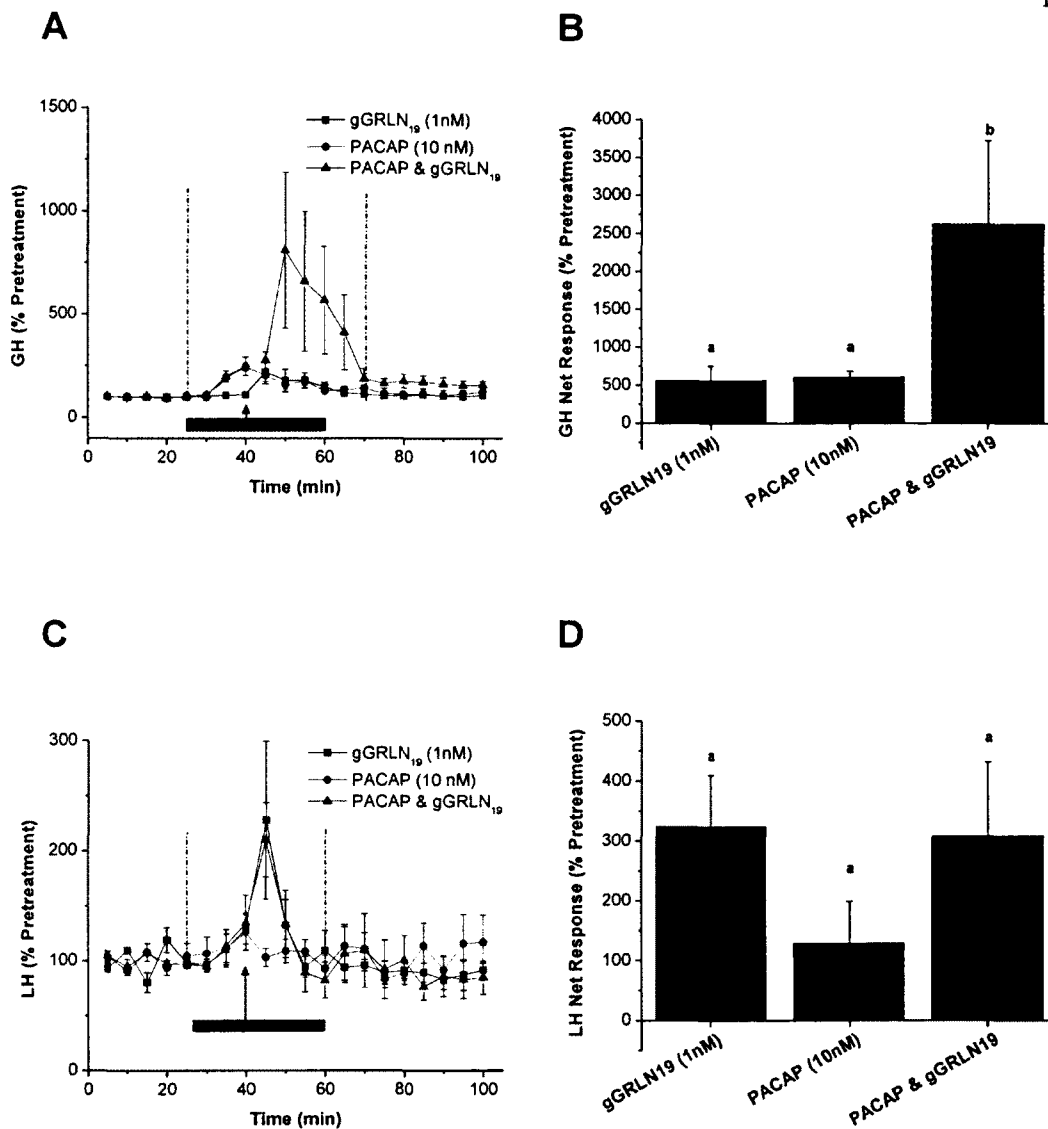 A
1500
1000
500
0
GH (% Pretreatment)
gGRLN₁₉ (1nM)
PACAP (10 nM)
PACAP & gGRLN₁₉
0 20 40 60 80 100
Time (min)
B
4000
3500
3000
2500
2000
1500
1000
500
0
GH Net Response (% Pretreatment)
a
a
b
gGRLN19 (1nM)
PACAP (10nM)
PACAP & gGRLN19
C
300
200
100
0
LH (% Pretreatment)
gGRLN₁₉ (1nM)
PACAP (10 nM)
PACAP & gGRLN₁₉
0 20 40 60 80 100
Time (min)
D
500
400
300
200
100
0
LH Net Response (% Pretreatment)
a
a
a
gGRLN19 (1nM)
PACAP (10nM)
PACAP & gGRLN19